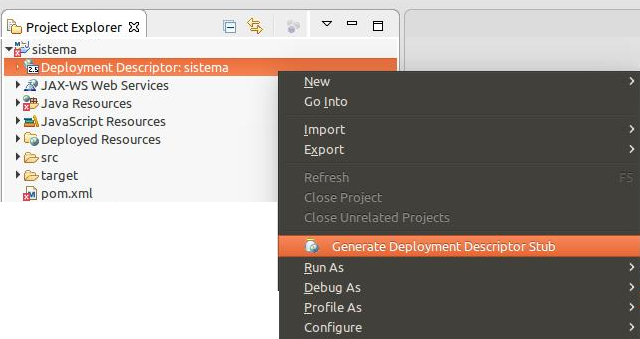 Project Explorer
sistema
2.5 Deployment Descriptor: sistema
JAX-WS Web Services
Java Resources
JavaScript Resources
Deployed Resources
src
target
pom.xml
New
Go Into
Import
Export
Refresh F5
Close Project
Close Unrelated Projects
Generate Deployment Descriptor Stub
Run As
Debug As
Profile As
Configure